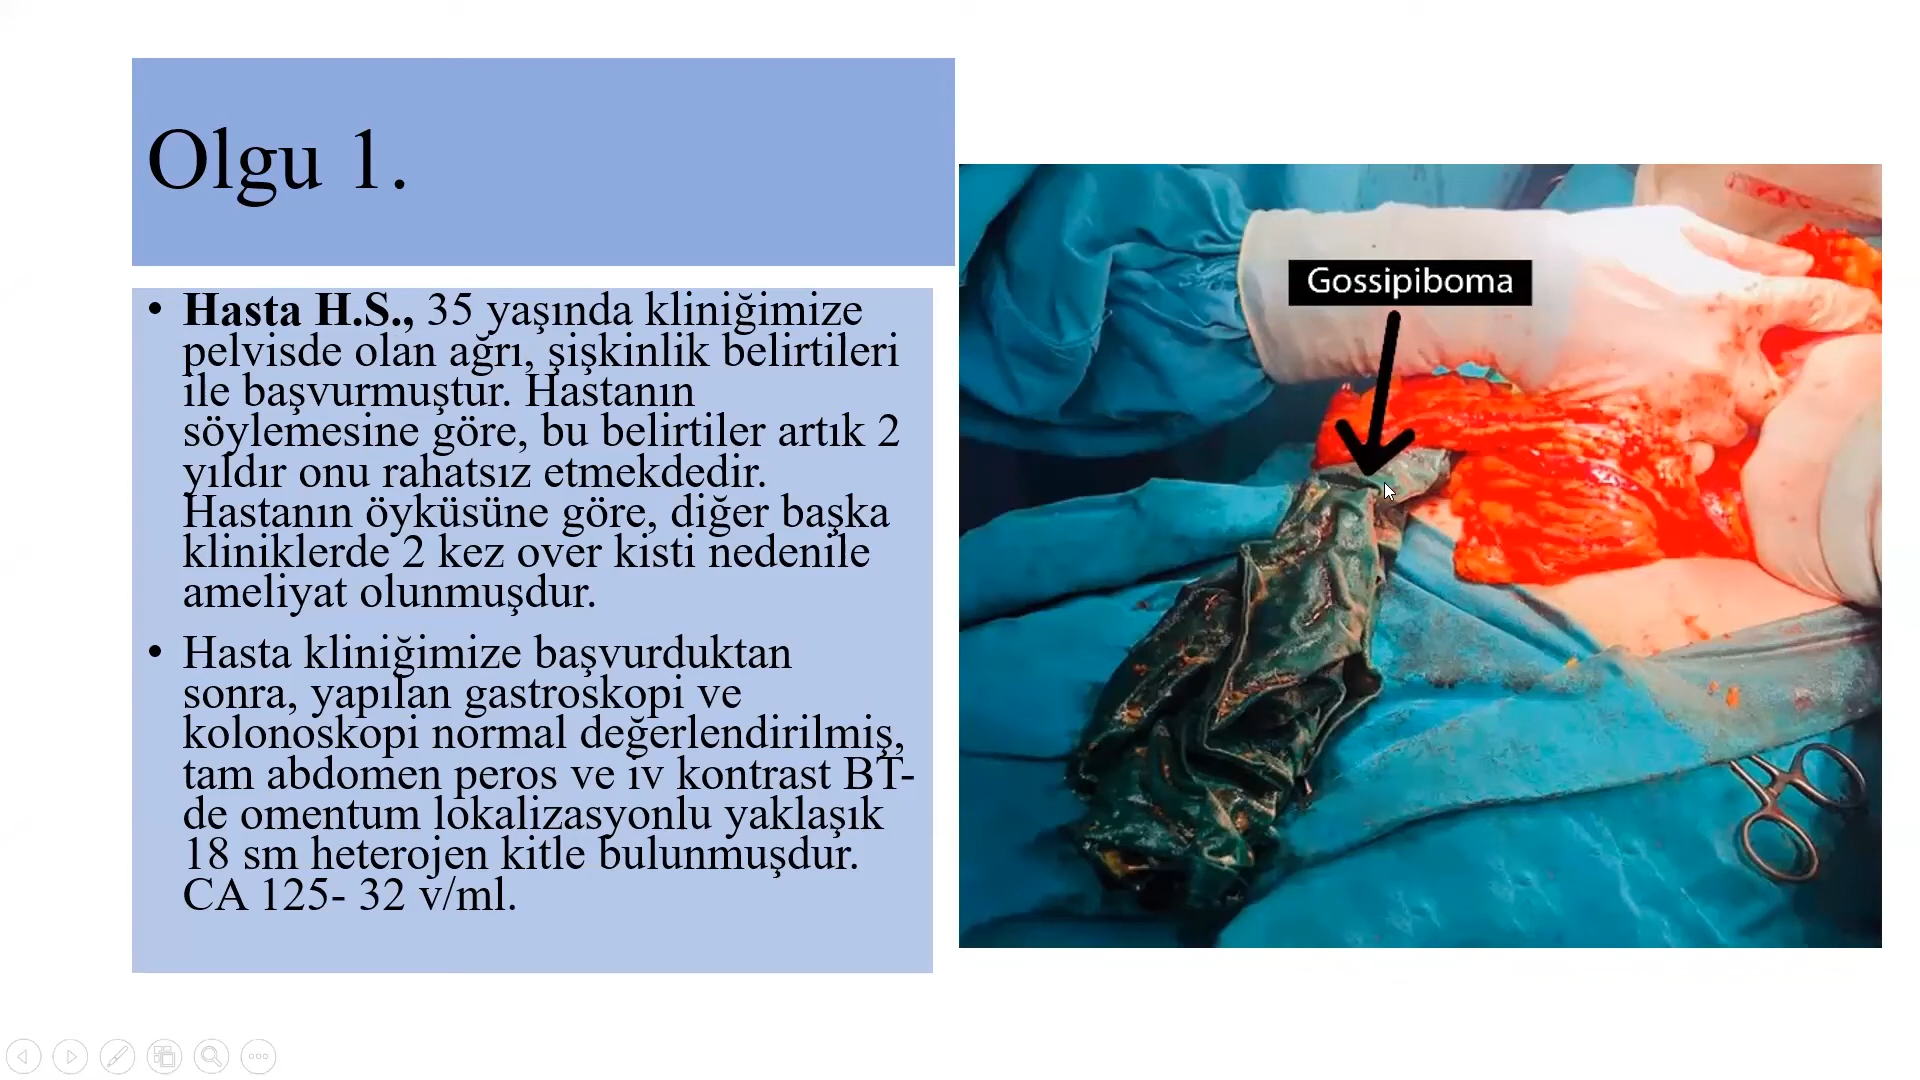 Olgu 1.
• Hasta H.S., 35 yaşında kliniğimize
pelvisde olan ağrı, şişkinlik belirtileri
ile başvurmuştur. Hastanın
söylemesine göre, bu belirtiler artık 2
yıldır onu rahatsız etmekdedir.
Hastanın öyküsüne göre, diğer başka
kliniklerde 2 kez over kisti nedenile
ameliyat olunmuşdur.
• Hasta kliniğimize başvurduktan
sonra, yapılan gastroskopi ve
kolonoskopi normal değerlendirilmiş,
tam abdomen peros ve iv kontrast BT-
de omentum lokalizasyonlu yaklaşık
18 sm heterojen kitle bulunmuşdur.
CA 125- 32 v/ml.
Gossipiboma